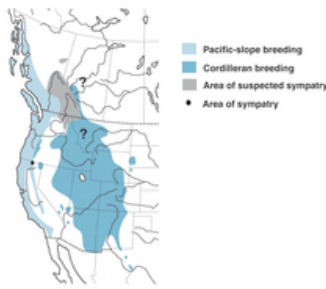 ?
?
Pacific-slope breeding
Cordilleran breeding
Area of suspected sympatry
Area of sympatry